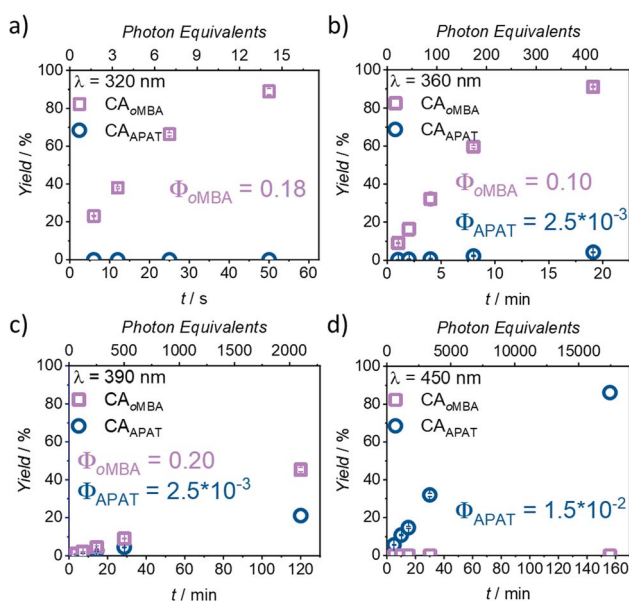 a)
Photon Equivalents
0 4 8 12 16
λ = 320 nm
CAoMBA
CAAPAT
ΦoMBA = 0.18
Yield / %
100
80
60
40
20
0
0 10 20 30 40 50 60
t / s
b)
Photon Equivalents
0 100 200 300 400
λ = 360 nm
CAoMBA
CAAPAT
ΦoMBA = 0.10
ΦAPAT = 2.5*10-3
Yield / %
100
80
60
40
20
0
0 5 10 15 20
t / min
c)
Photon Equivalents
0 500 1000 1500 2000
λ = 390 nm
CAoMBA
CAAPAT
ΦoMBA = 0.20
ΦAPAT = 2.5*10-3
Yield / %
100
80
60
40
20
0
0 20 40 60 80 100 120
t / min
d)
Photon Equivalents
0 3750 7500 11250 15000
λ = 450 nm
CAoMBA
CAAPAT
ΦAPAT = 1.5*10-2
Yield / %
100
80
60
40
20
0
0 20 40 60 80 100 120 140 160
t / min